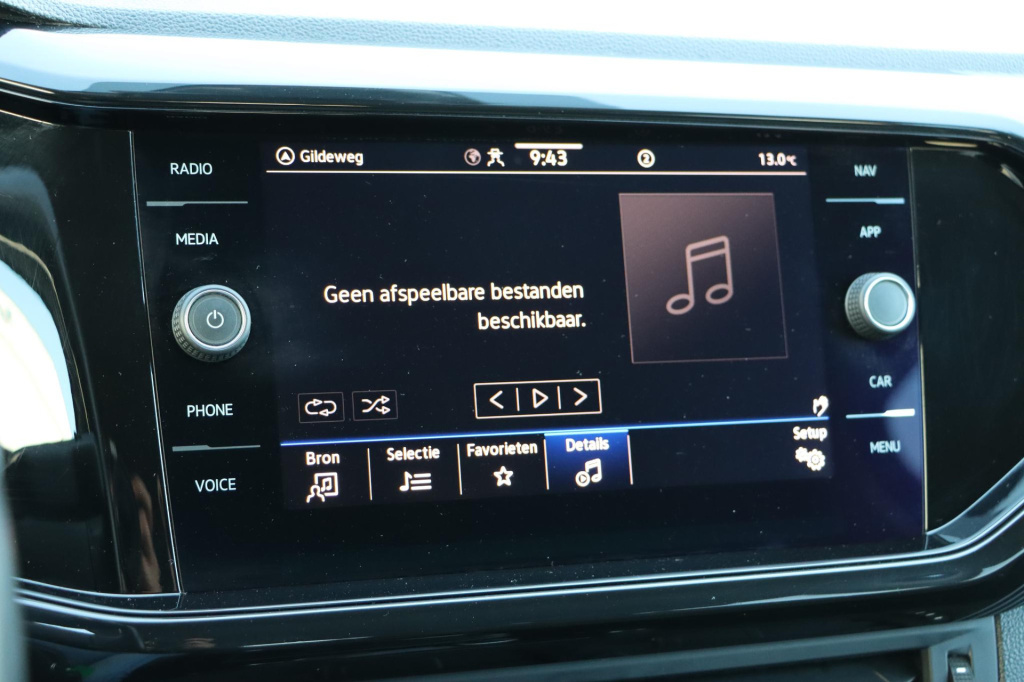 RADIO
MEDIA
PHONE
VOICE
Gildeweg
9:43
2
13.0°C
Geen afspeelbare bestanden
beschikbaar.
Bron
Selectie
Favorieten
Details
Setup
NAV
APP
CAR
MENU